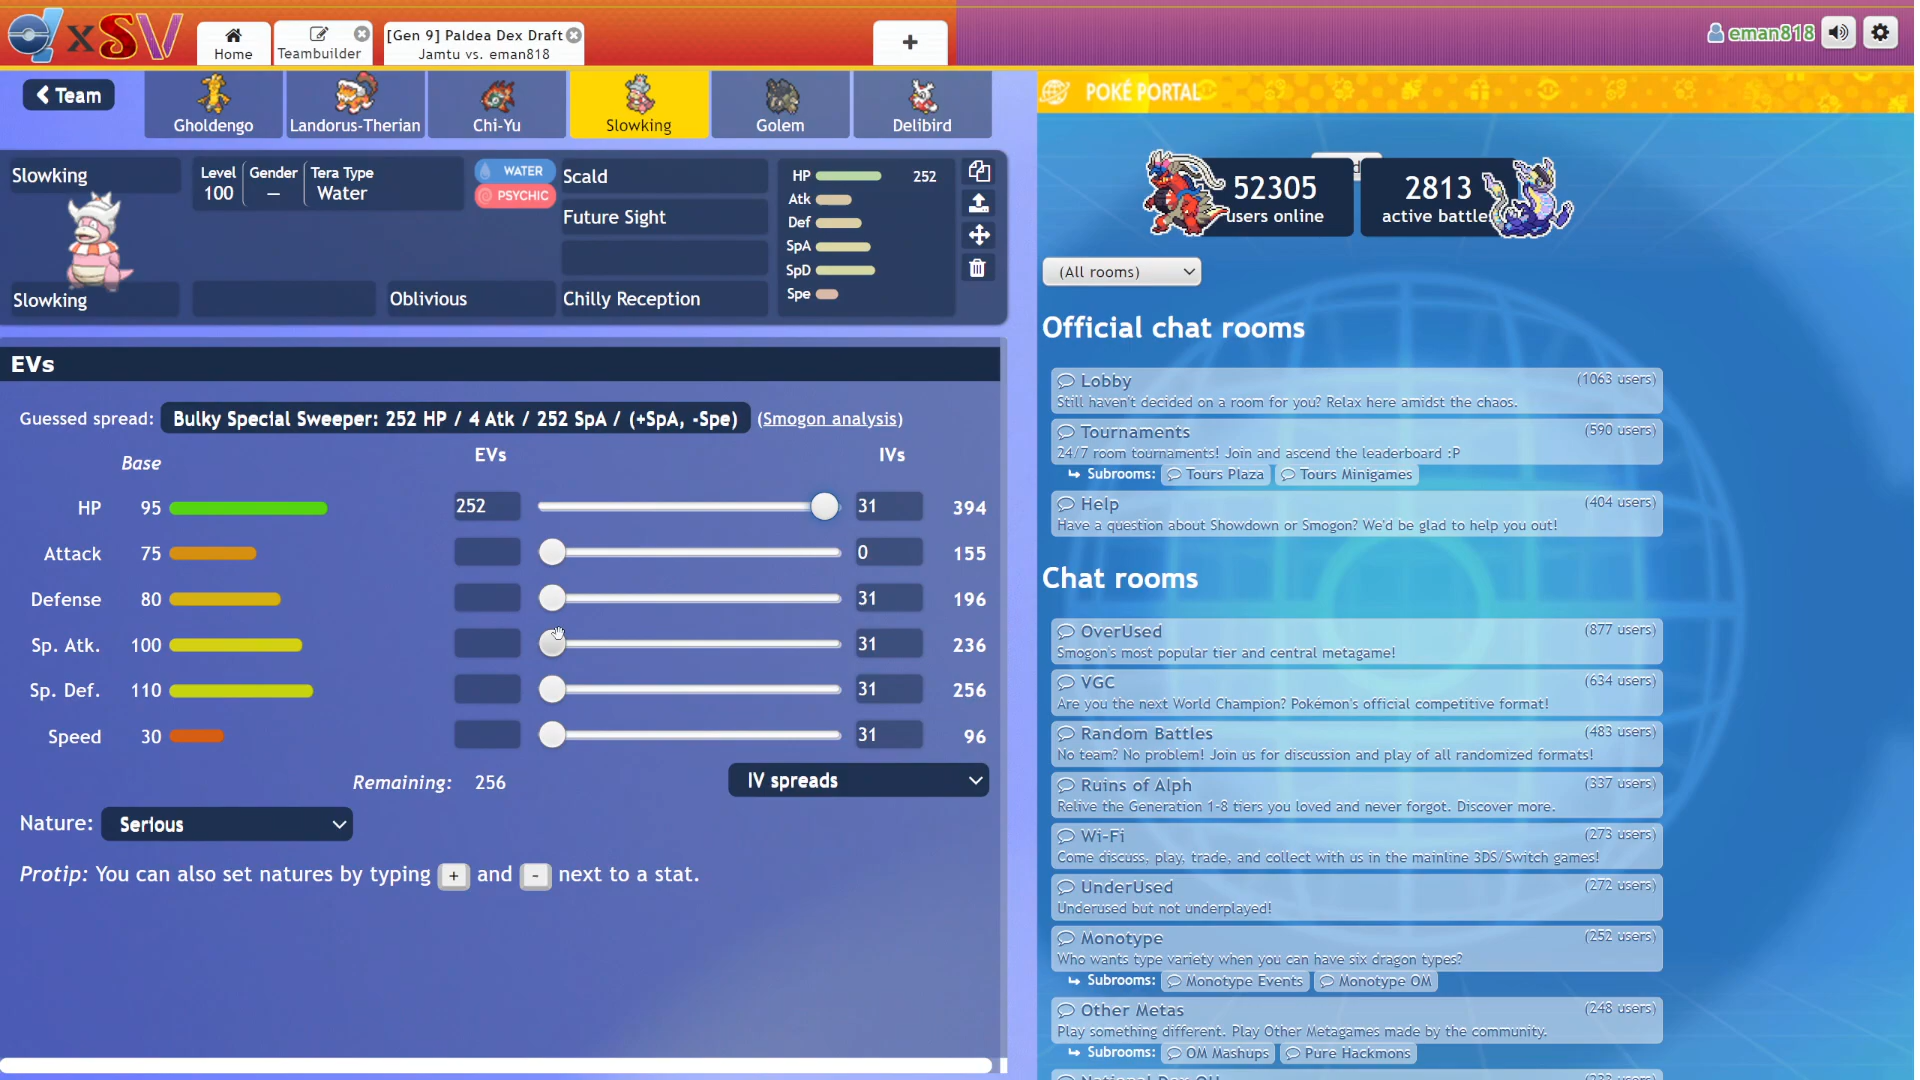 x SV
Home
Teambuilder
[Gen 9] Paldea Dex Draft
Jamtu vs. eman818
+
eman818
Team
Gholdengo
Landorus-Therian
Chi-Yu
Slowking
Golem
Delibird
POKÉ PORTAL
Slowking
Level
100
Gender
—
Tera Type
Water
WATER
PSYCHIC
Scald
Future Sight
Chilly Reception
Slowking
Oblivious
HP 252
Atk
Def
SpA
SpD
Spe
52305
users online
2813
active battle
(All rooms)
EVs
Guessed spread: Bulky Special Sweeper: 252 HP / 4 Atk / 252 SpA / (+SpA, -Spe) (Smogon analysis)
Base EVs IVs
HP 95 252 31 394
Attack 75 0 155
Defense 80 31 196
Sp. Atk. 100 31 236
Sp. Def. 110 31 256
Speed 30 31 96
Remaining: 256
IV spreads
Nature: Serious
Protip: You can also set natures by typing + and - next to a stat.
Official chat rooms
Lobby (1063 users)
Still haven't decided on a room for you? Relax here amidst the chaos.
Tournaments (590 users)
24/7 room tournaments! Join and ascend the leaderboard :P
Subrooms: Tours Plaza Tours Minigames
Help (404 users)
Have a question about Showdown or Smogon? We'd be glad to help you out!
Chat rooms
OverUsed (877 users)
Smogon's most popular tier and central metagame!
VGC (634 users)
Are you the next World Champion? Pokémon's official competitive format!
Random Battles (483 users)
No team? No problem! Join us for discussion and play of all randomized formats!
Ruins of Alph (337 users)
Relive the Generation 1-8 tiers you loved and never forgot. Discover more.
Wi-Fi (273 users)
Come discuss, play, trade, and collect with us in the mainline 3DS/Switch games!
UnderUsed (272 users)
Underused but not underplayed!
Monotype (252 users)
Who wants type variety when you can have six dragon types?
Subrooms: Monotype Events Monotype OM
Other Metas (248 users)
Play something different. Play Other Metagames made by the community.
Subrooms: OM Mashups Pure Hackmons